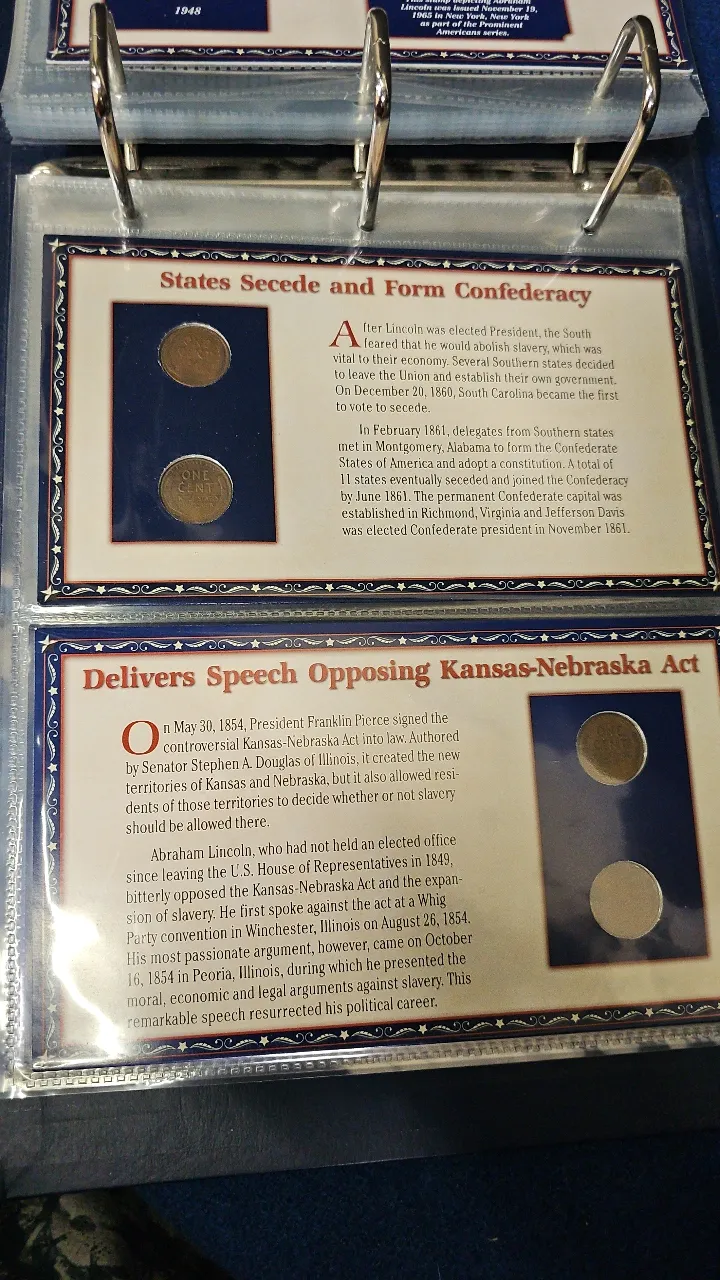 1948
This stamp depicting Abraham
Lincoln was issued November 19,
1965 in New York, New York
as part of the Prominent
Americans series.
States Secede and Form Confederacy
After Lincoln was elected President, the South
feared that he would abolish slavery, which was
vital to their economy. Several Southern states decided
to leave the Union and establish their own government.
On December 20, 1860, South Carolina became the first
to vote to secede.
In February 1861, delegates from Southern states
met in Montgomery, Alabama to form the Confederate
States of America and adopt a constitution. A total of
11 states eventually seceded and joined the Confederacy
by June 1861. The permanent Confederate capital was
established in Richmond, Virginia and Jefferson Davis
was elected Confederate president in November 1861.
ONE
CENT
Delivers Speech Opposing Kansas-Nebraska Act
On May 30, 1854, President Franklin Pierce signed the
controversial Kansas-Nebraska Act into law. Authored
by Senator Stephen A. Douglas of Illinois, it created the new
territories of Kansas and Nebraska, but it also allowed resi-
dents of those territories to decide whether or not slavery
should be allowed there.
Abraham Lincoln, who had not held an elected office
since leaving the U.S. House of Representatives in 1849,
bitterly opposed the Kansas-Nebraska Act and the expan-
sion of slavery. He first spoke against the act at a Whig
Party convention in Winchester, Illinois on August 26, 1854.
His most passionate argument, however, came on October
16, 1854 in Peoria, Illinois, during which he presented the
moral, economic and legal arguments against slavery. This
remarkable speech resurrected his political career.